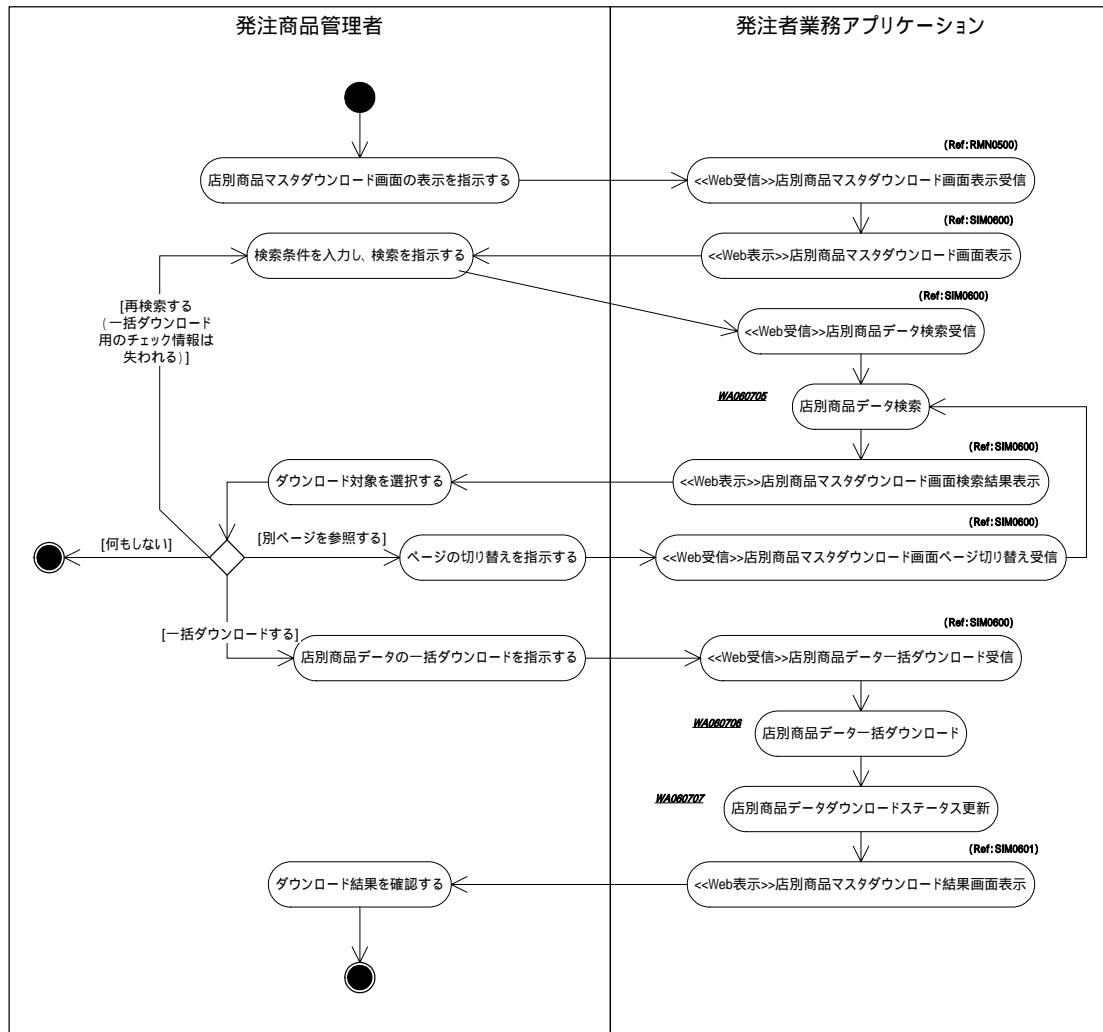 発注商品管理者
発注者業務アプリケーション
(Ref:RMN0500)
店別商品マスタダウンロード画面の表示を指示する
<<Web受信>>店別商品マスタダウンロード画面表示受信
(Ref:SIM0600)
検索条件を入力し、検索を指示する
<<Web表示>>店別商品マスタダウンロード画面表示
[再検索する
(一括ダウンロード
用のチェック情報は
失われる)]
(Ref:SIM0600)
<<Web受信>>店別商品データ検索受信
WA060705
店別商品データ検索
(Ref:SIM0600)
ダウンロード対象を選択する
<<Web表示>>店別商品マスタダウンロード画面検索結果表示
[何もしない]
[別ページを参照する]
(Ref:SIM0600)
ページの切り替えを指示する
<<Web受信>>店別商品マスタダウンロード画面ページ切り替え受信
[一括ダウンロードする]
(Ref:SIM0600)
店別商品データの一括ダウンロードを指示する
<<Web受信>>店別商品データ一括ダウンロード受信
WA060706
店別商品データ一括ダウンロード
WA060707
店別商品データダウンロードステータス更新
(Ref:SIM0601)
ダウンロード結果を確認する
<<Web表示>>店別商品マスタダウンロード結果画面表示